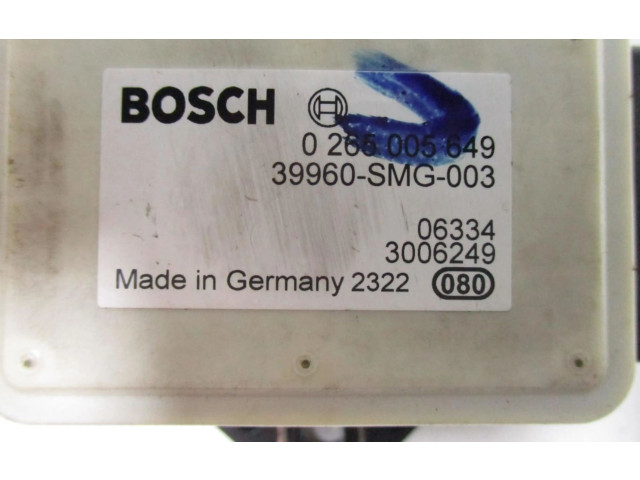 BOSCH
0 265 005 649
39960-SMG-003
06334
3006249
Made in Germany 2322 080